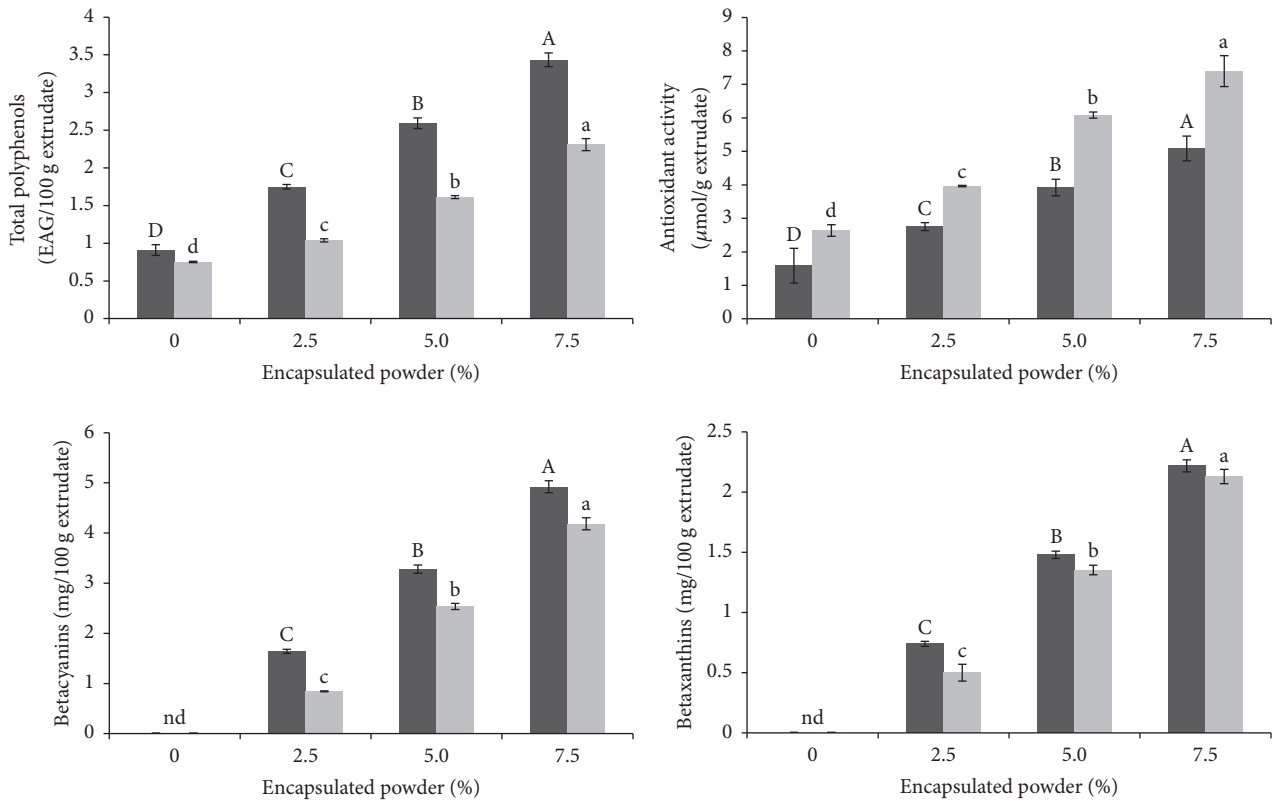 Total polyphenols
(EAG/100 g extrudate)
4
3.5
3
2.5
2
1.5
1
0.5
0
D
d
C
c
B
b
A
a
0
2.5
5.0
7.5
Encapsulated powder (%)
Antioxidant activity
(μmol/g extrudate)
9
8
7
6
5
4
3
2
1
0
D
d
C
c
B
b
A
a
0
2.5
5.0
7.5
Encapsulated powder (%)
Betacyanins (mg/100 g extrudate)
6
5
4
3
2
1
0
nd
C
c
B
b
A
a
0
2.5
5.0
7.5
Encapsulated powder (%)
Betaxanthins (mg/100 g extrudate)
2.5
2
1.5
1
0.5
0
nd
C
c
B
b
A
a
0
2.5
5.0
7.5
Encapsulated powder (%)